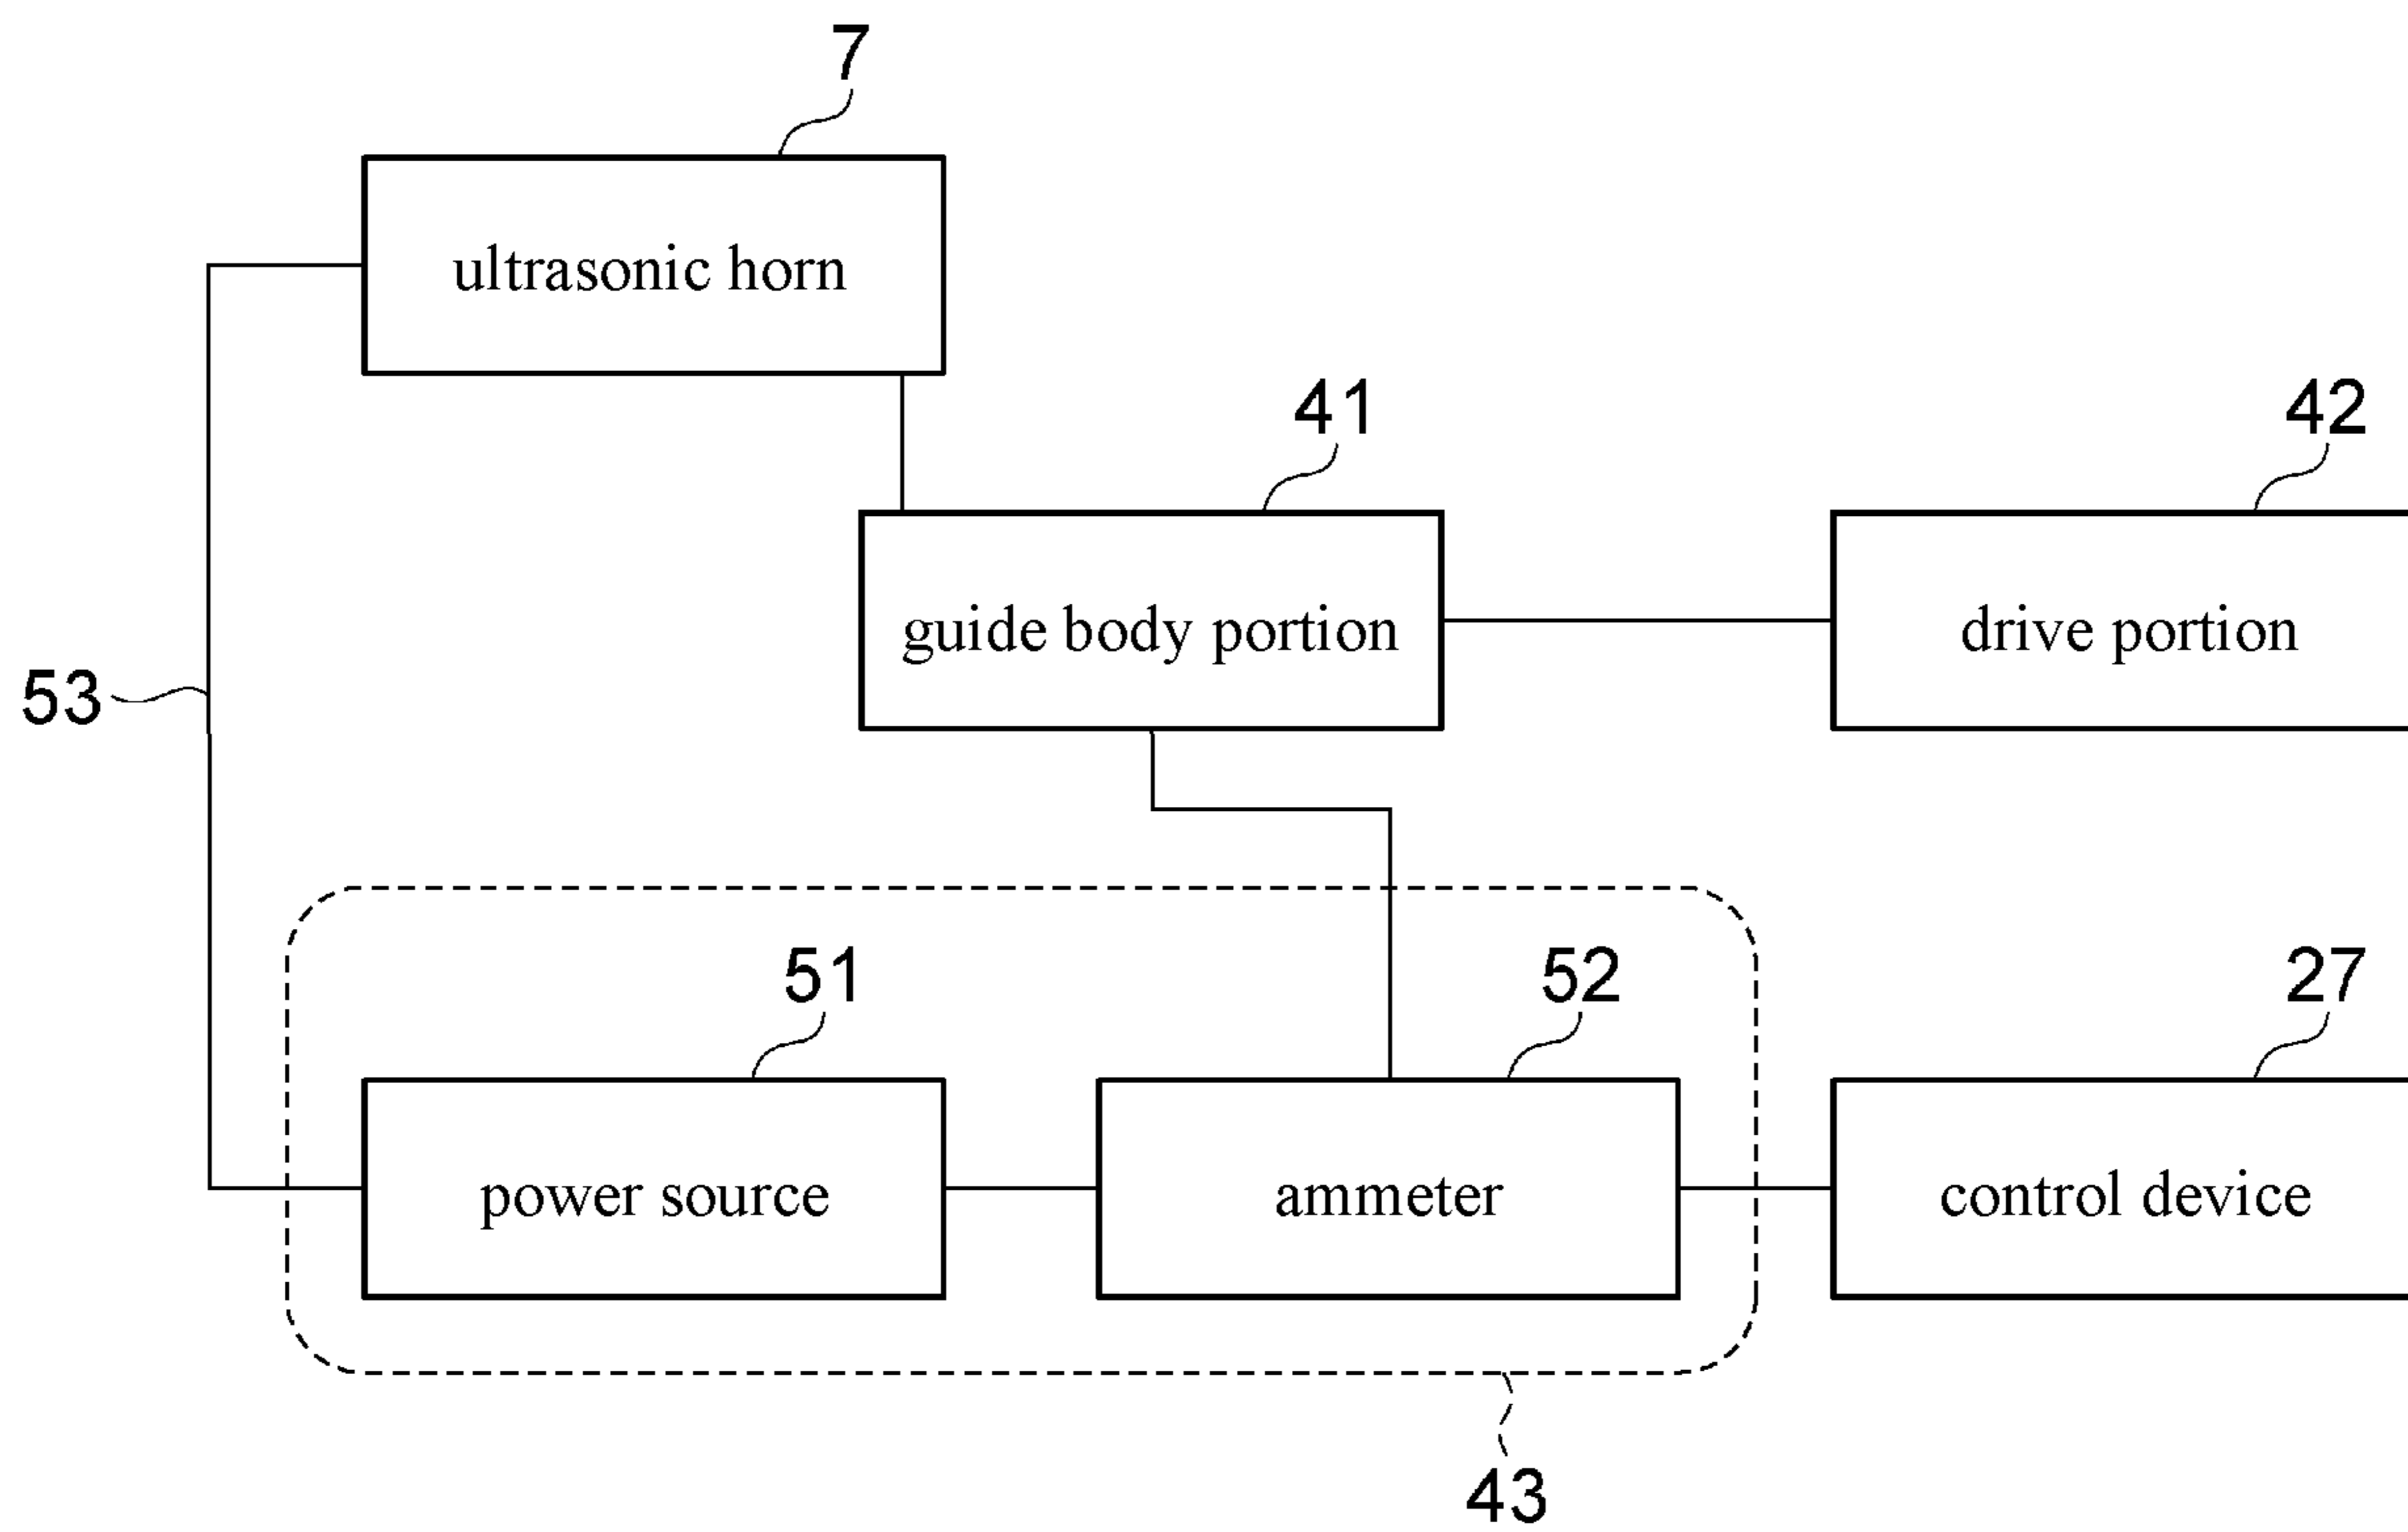 7
ultrasonic horn
41
42
guide body portion
drive portion
53
51
52
27
power source
ammeter
control device
43